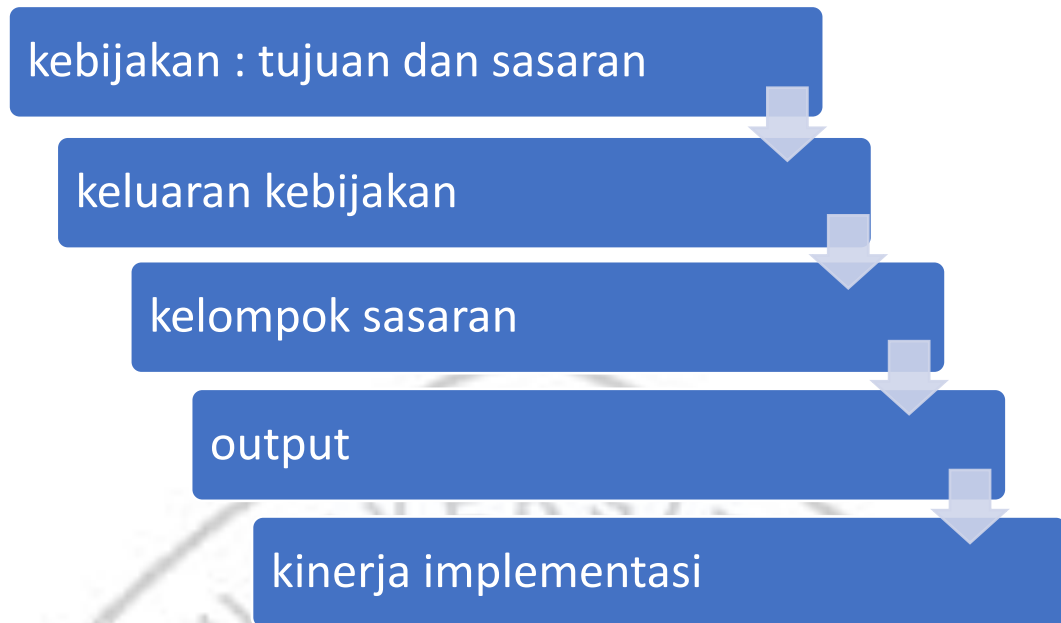 kebijakan : tujuan dan sasaran
keluaran kebijakan
kelompok sasaran
output
kinerja implementasi